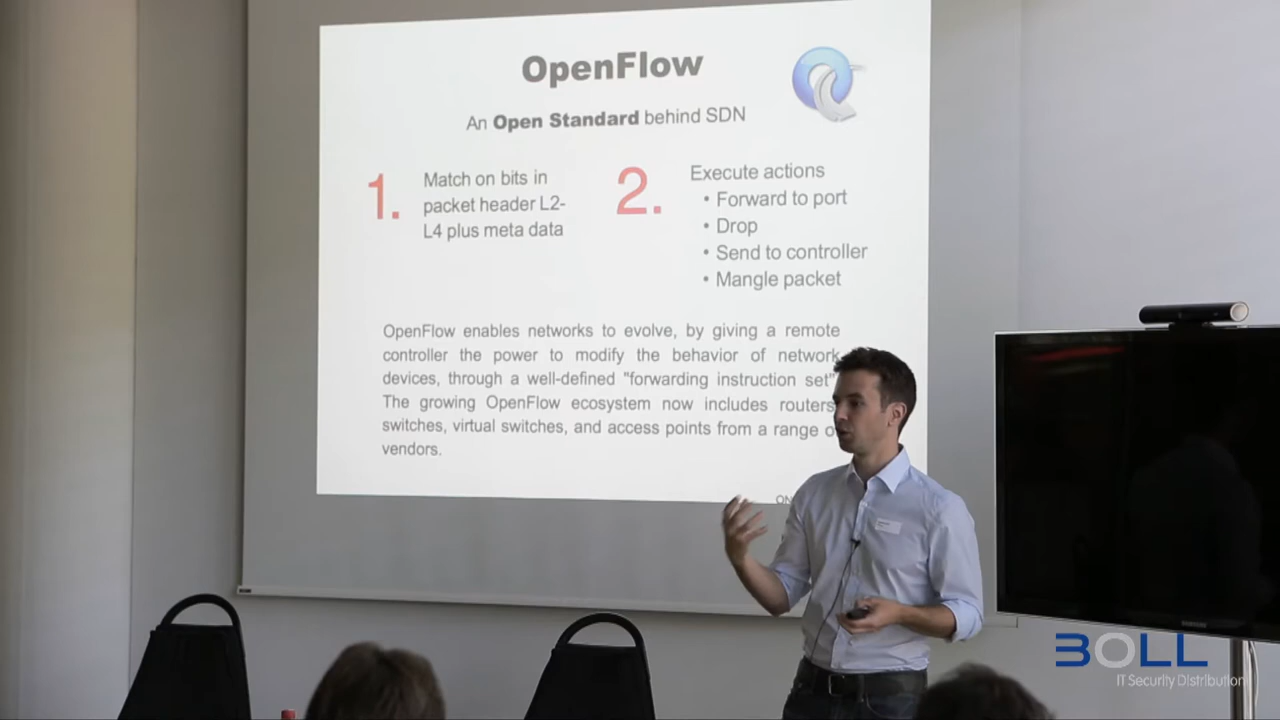 OpenFlow
An Open Standard behind SDN
1.
Match on bits in
packet header L2-
L4 plus meta data
2.
Execute actions
• Forward to port
• Drop
• Send to controller
• Mangle packet
OpenFlow enables networks to evolve, by giving a remote
controller the power to modify the behavior of network
devices, through a well-defined "forwarding instruction set"
The growing OpenFlow ecosystem now includes routers
switches, virtual switches, and access points from a range o
vendors.
ON
SAMSUNG
BOLL
IT Security Distribution